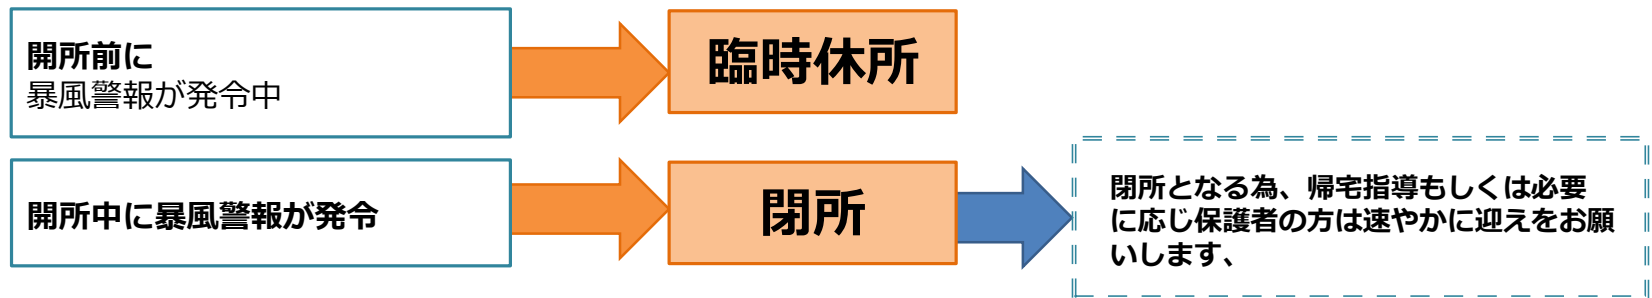 開所前に
暴風警報が発令中
臨時休所
開所中に暴風警報が発令
閉所
閉所となる為、帰宅指導もしくは必要
に応じ保護者の方は速やかに迎えをお願
いします、